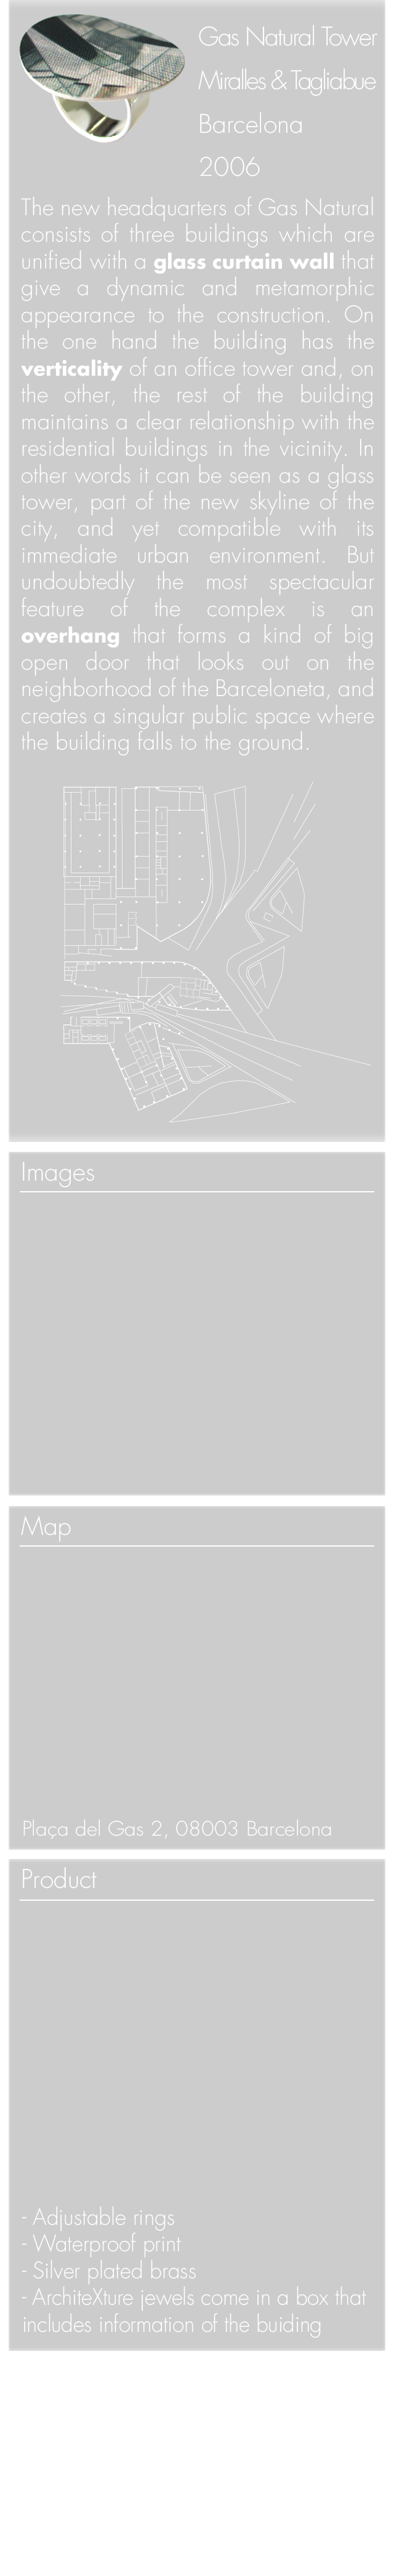 Gas Natural Tower
Miralles & Tagliabue
Barcelona
2006
The new headquarters of Gas Natural
consists of three buildings which are
unified with a glass curtain wall that
give a dynamic and metamorphic
appearance to the construction. On
the one hand the building has the
verticality of an office tower and, on
the other, the rest of the building
maintains a clear relationship with the
residential buildings in the vicinity. In
other words it can be seen as a glass
tower, part of the new skyline of the
city, and yet compatible with its
immediate urban environment. But
undoubtedly the most spectacular
feature of the complex is an
overhang that forms a kind of big
open door that looks out on the
neighborhood of the Barceloneta, and
creates a singular public space where
the building falls to the ground.
Images
Map
Plaça del Gas 2, 08003 Barcelona
Product
- Adjustable rings
- Waterproof print
- Silver plated brass
- ArchiteXture jewels come in a box that
includes information of the buiding